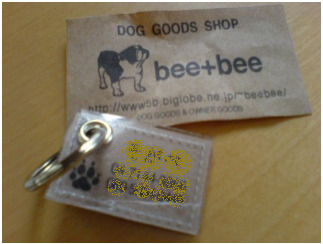 DOG GOODS SHOP
bee+bee
http://www5b.biglobe.ne.jp/~beebee/
DOG GOODS & OWNER GOODS